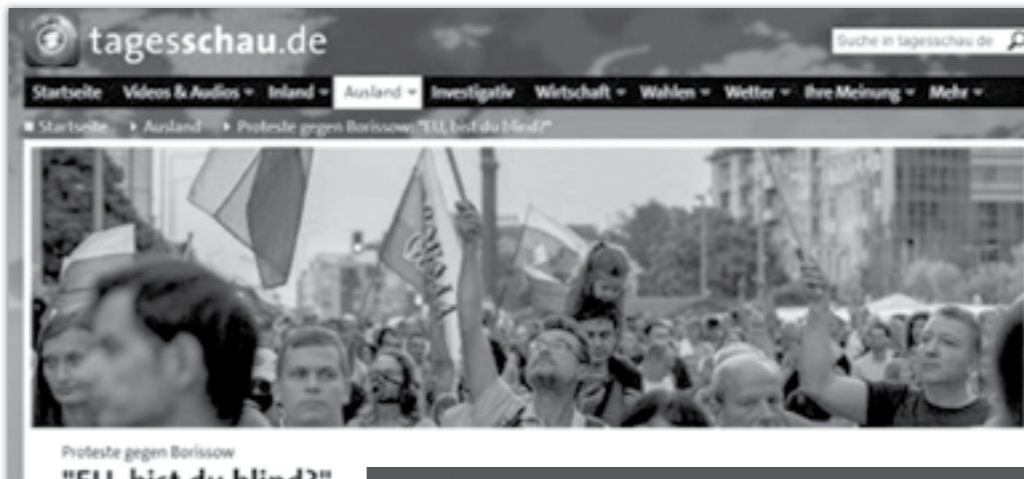 tagesschau.de
Suche in tagesschau.de
Startseite Videos & Audios Inland Ausland Investigativ Wirtschaft Wahlen Wetter Ihre Meinung Mehr
Startseite Ausland Proteste gegen Borissow: "EU, bist du blind?"
Proteste gegen Borissow
"EU, bist du blind?"